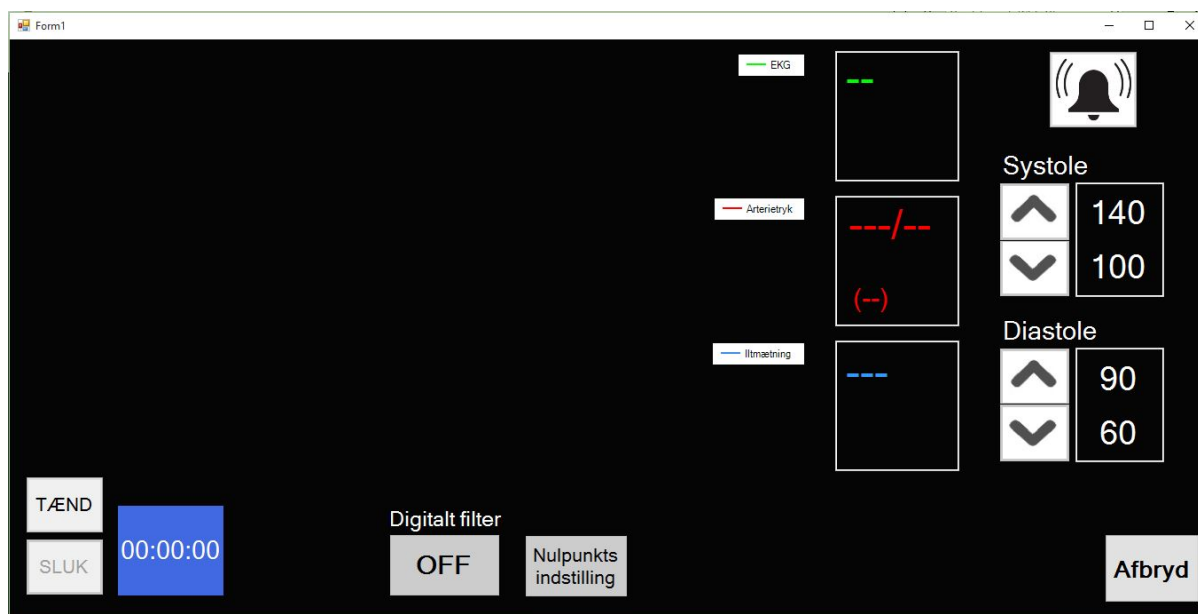 Form1
EKG
--
Systole
140
100
Arterietryk
---/--
(--)
Diastole
90
60
Iltmætning
---
TÆND
SLUK
00:00:00
Digitalt filter
OFF
Nulpunkts
indstilling
Afbryd